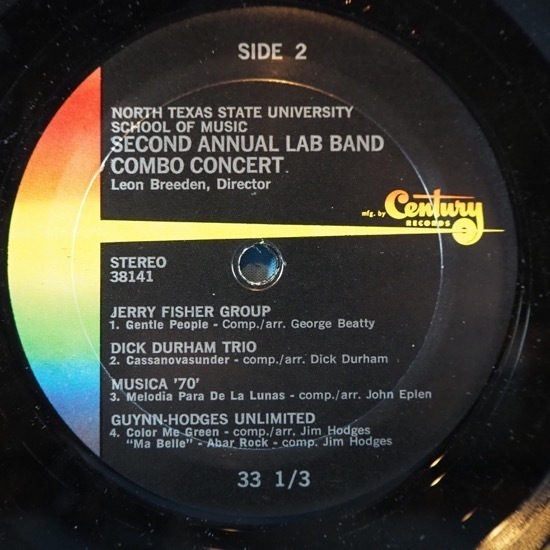 SIDE 2
NORTH TEXAS STATE UNIVERSITY
SCHOOL OF MUSIC
SECOND ANNUAL LAB BAND
COMBO CONCERT
Leon Breeden, Director
mfg. by Century
RECORDS
STEREO
38141
JERRY FISHER GROUP
1. Gentle People - Comp./arr. George Beatty
DICK DURHAM TRIO
2. Cassanovasunder - comp./arr. Dick Durham
MUSICA '70'
3. Melodia Para De La Lunas - comp./arr. John Eplen
GUYNN-HODGES UNLIMITED
4. Color Me Green - comp./arr. Jim Hodges
"Ma Belle" - Abar Rock - comp. Jim Hodges
33 1/3